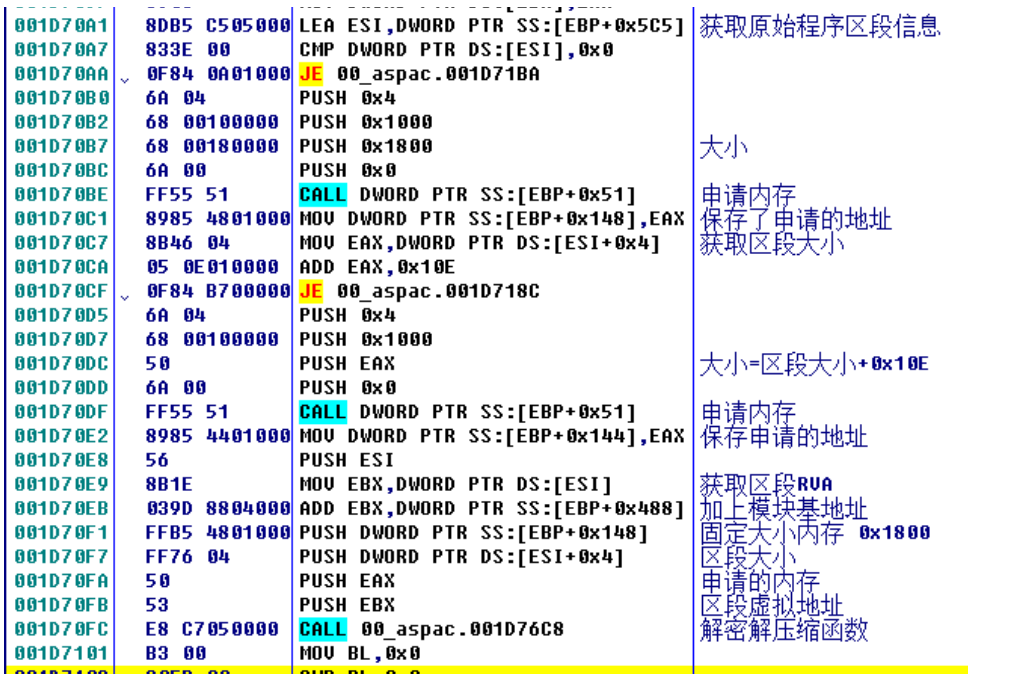 001D70A1 8DB5 C505000 LEA ESI,DWORD PTR SS:[EBP+0x5C5] 获取原始程序区段信息
001D70A7 833E 00 CMP DWORD PTR DS:[ESI],0x0
001D70AA 0F84 0A01000 JE 00_aspac.001D71BA
001D70B0 6A 04 PUSH 0x4
001D70B2 68 00100000 PUSH 0x1000
001D70B7 68 00180000 PUSH 0x1800 大小
001D70BC 6A 00 PUSH 0x0
001D70BE FF55 51 CALL DWORD PTR SS:[EBP+0x51] 申请内存
001D70C1 8985 4801000 MOV DWORD PTR SS:[EBP+0x148],EAX 保存了申请的地址
001D70C7 8B46 04 MOV EAX,DWORD PTR DS:[ESI+0x4] 获取区段大小
001D70CA 05 0E010000 ADD EAX,0x10E
001D70CF 0F84 B700000 JE 00_aspac.001D718C
001D70D5 6A 04 PUSH 0x4
001D70D7 68 00100000 PUSH 0x1000
001D70DC 50 PUSH EAX 大小=区段大小+0x10E
001D70DD 6A 00 PUSH 0x0
001D70DF FF55 51 CALL DWORD PTR SS:[EBP+0x51] 申请内存
001D70E2 8985 4401000 MOV DWORD PTR SS:[EBP+0x144],EAX 保存申请的地址
001D70E8 56 PUSH ESI
001D70E9 8B1E MOV EBX,DWORD PTR DS:[ESI] 获取区段RVA
001D70EB 039D 8804000 ADD EBX,DWORD PTR SS:[EBP+0x488] 加上模块基地址
001D70F1 FFB5 4801000 PUSH DWORD PTR SS:[EBP+0x148] 固定大小内存 0x1800
001D70F7 FF76 04 PUSH DWORD PTR DS:[ESI+0x4] 区段大小
001D70FA 50 PUSH EAX 申请的内存
001D70FB 53 PUSH EBX 区段虚拟地址
001D70FC E8 C7050000 CALL 00_aspac.001D76C8 解密解压缩函数
001D7101 B3 00 MOV BL,0x0